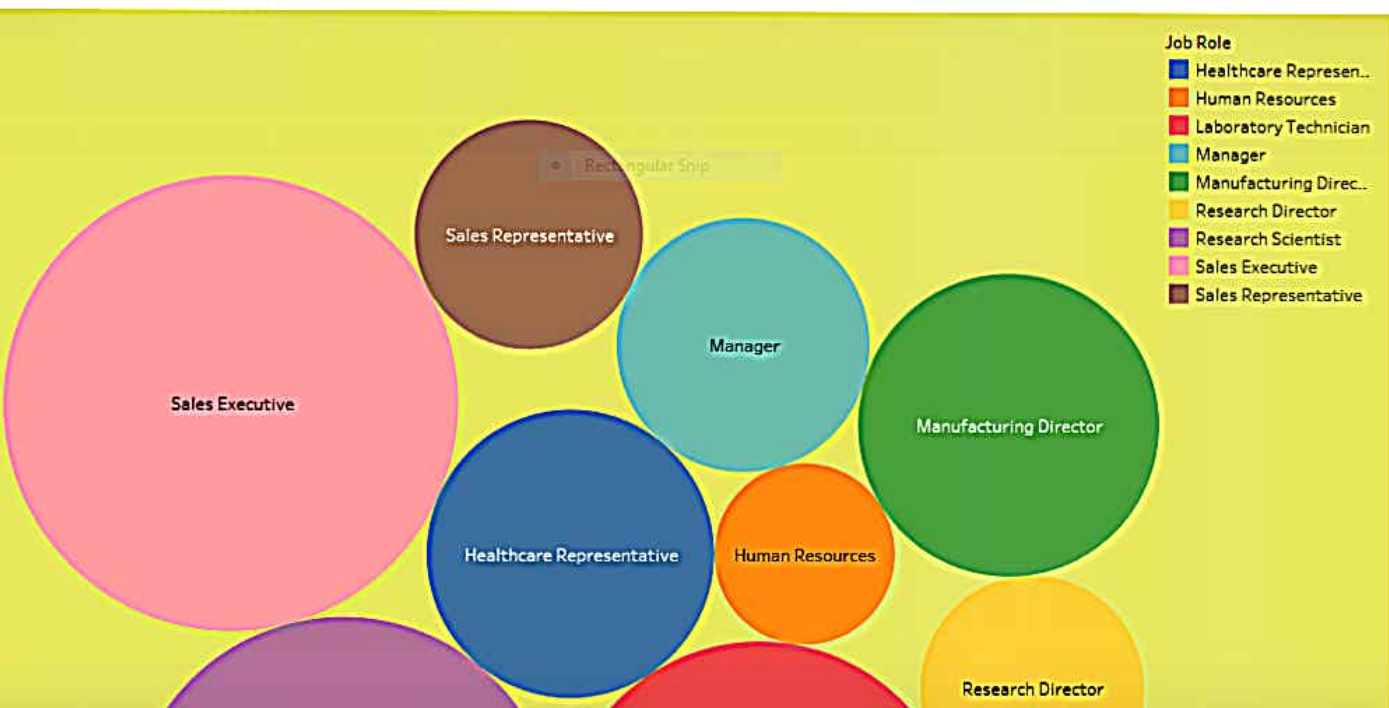 Job Role
Healthcare Represen..
Human Resources
Laboratory Technician
Manager
Manufacturing Direc..
Research Director
Research Scientist
Sales Executive
Sales Representative
Rectangular Snip
Sales Representative
Manager
Sales Executive
Manufacturing Director
Healthcare Representative
Human Resources
Research Director